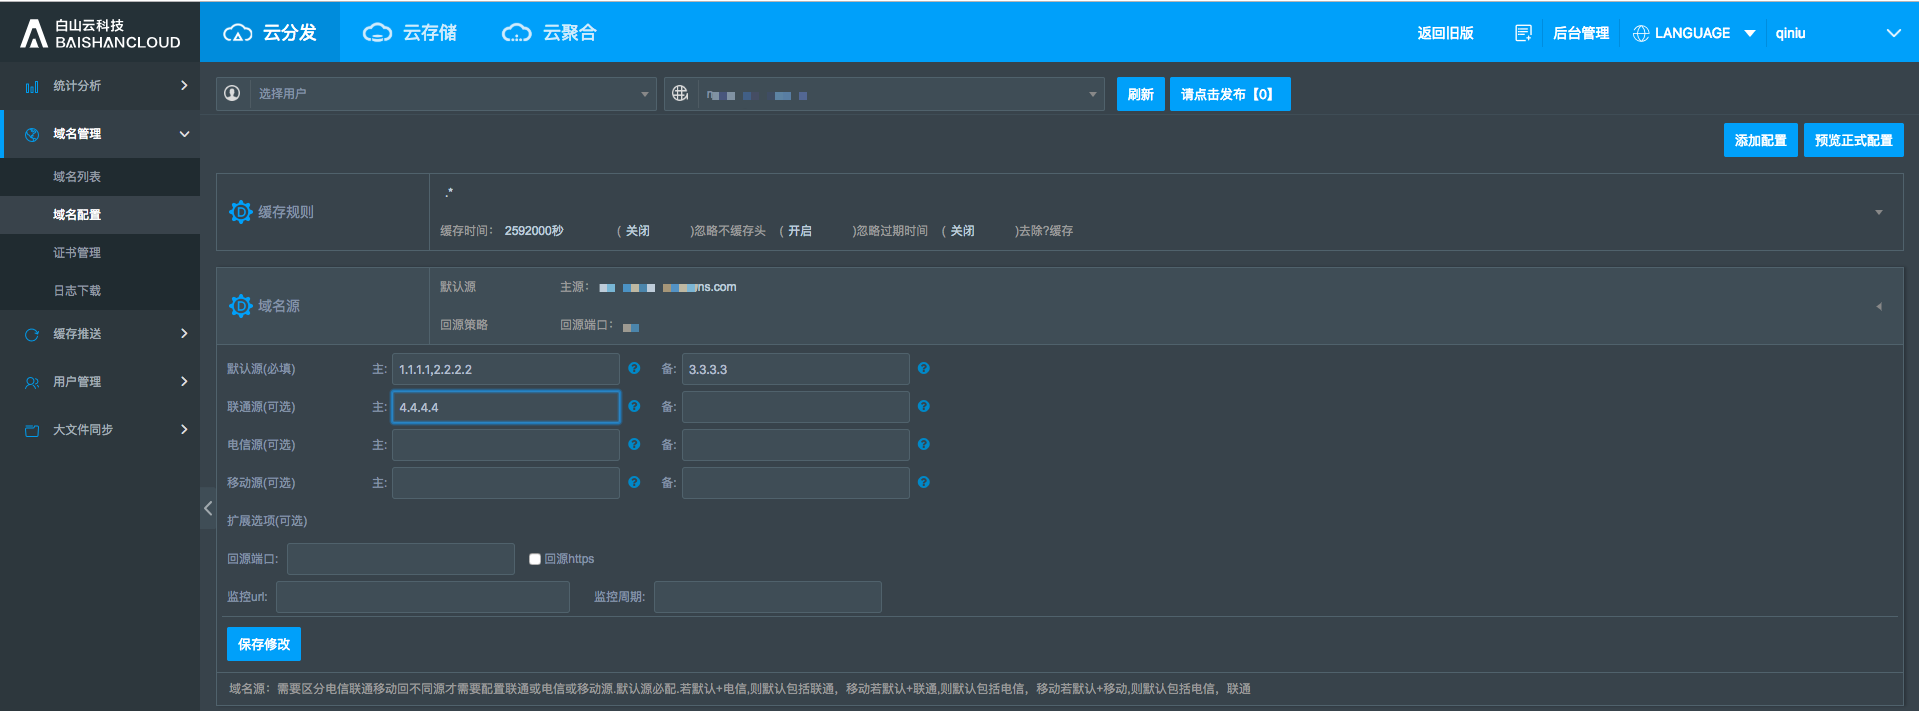 白山云科技
BAISHANCLOUD
云分发
云存储
云聚合
返回旧版
后台管理
LANGUAGE
qiniu
统计分析
域名管理
域名列表
域名配置
证书管理
日志下载
缓存推送
用户管理
大文件同步
选择用户
刷新
请点击发布【0】
添加配置
预览正式配置
缓存规则
.*
缓存时间： 2592000秒 （ 关闭 )忽略不缓存头 （ 开启 )忽略过期时间 （ 关闭 )去除?缓存
域名源
默认源 主源： ns.com
回源策略 回源端口：
默认源(必填) 主: 1.1.1.1,2.2.2.2 备: 3.3.3.3
联通源(可选) 主: 4.4.4.4 备:
电信源(可选) 主: 备:
移动源(可选) 主: 备:
扩展选项(可选)
回源端口: 回源https
监控url: 监控周期:
保存修改
域名源：需要区分电信联通移动回不同源才需要配置联通或电信或移动源.默认源必配.若默认+电信,则默认包括联通，移动若默认+联通,则默认包括电信，移动若默认+移动,则默认包括电信，联通